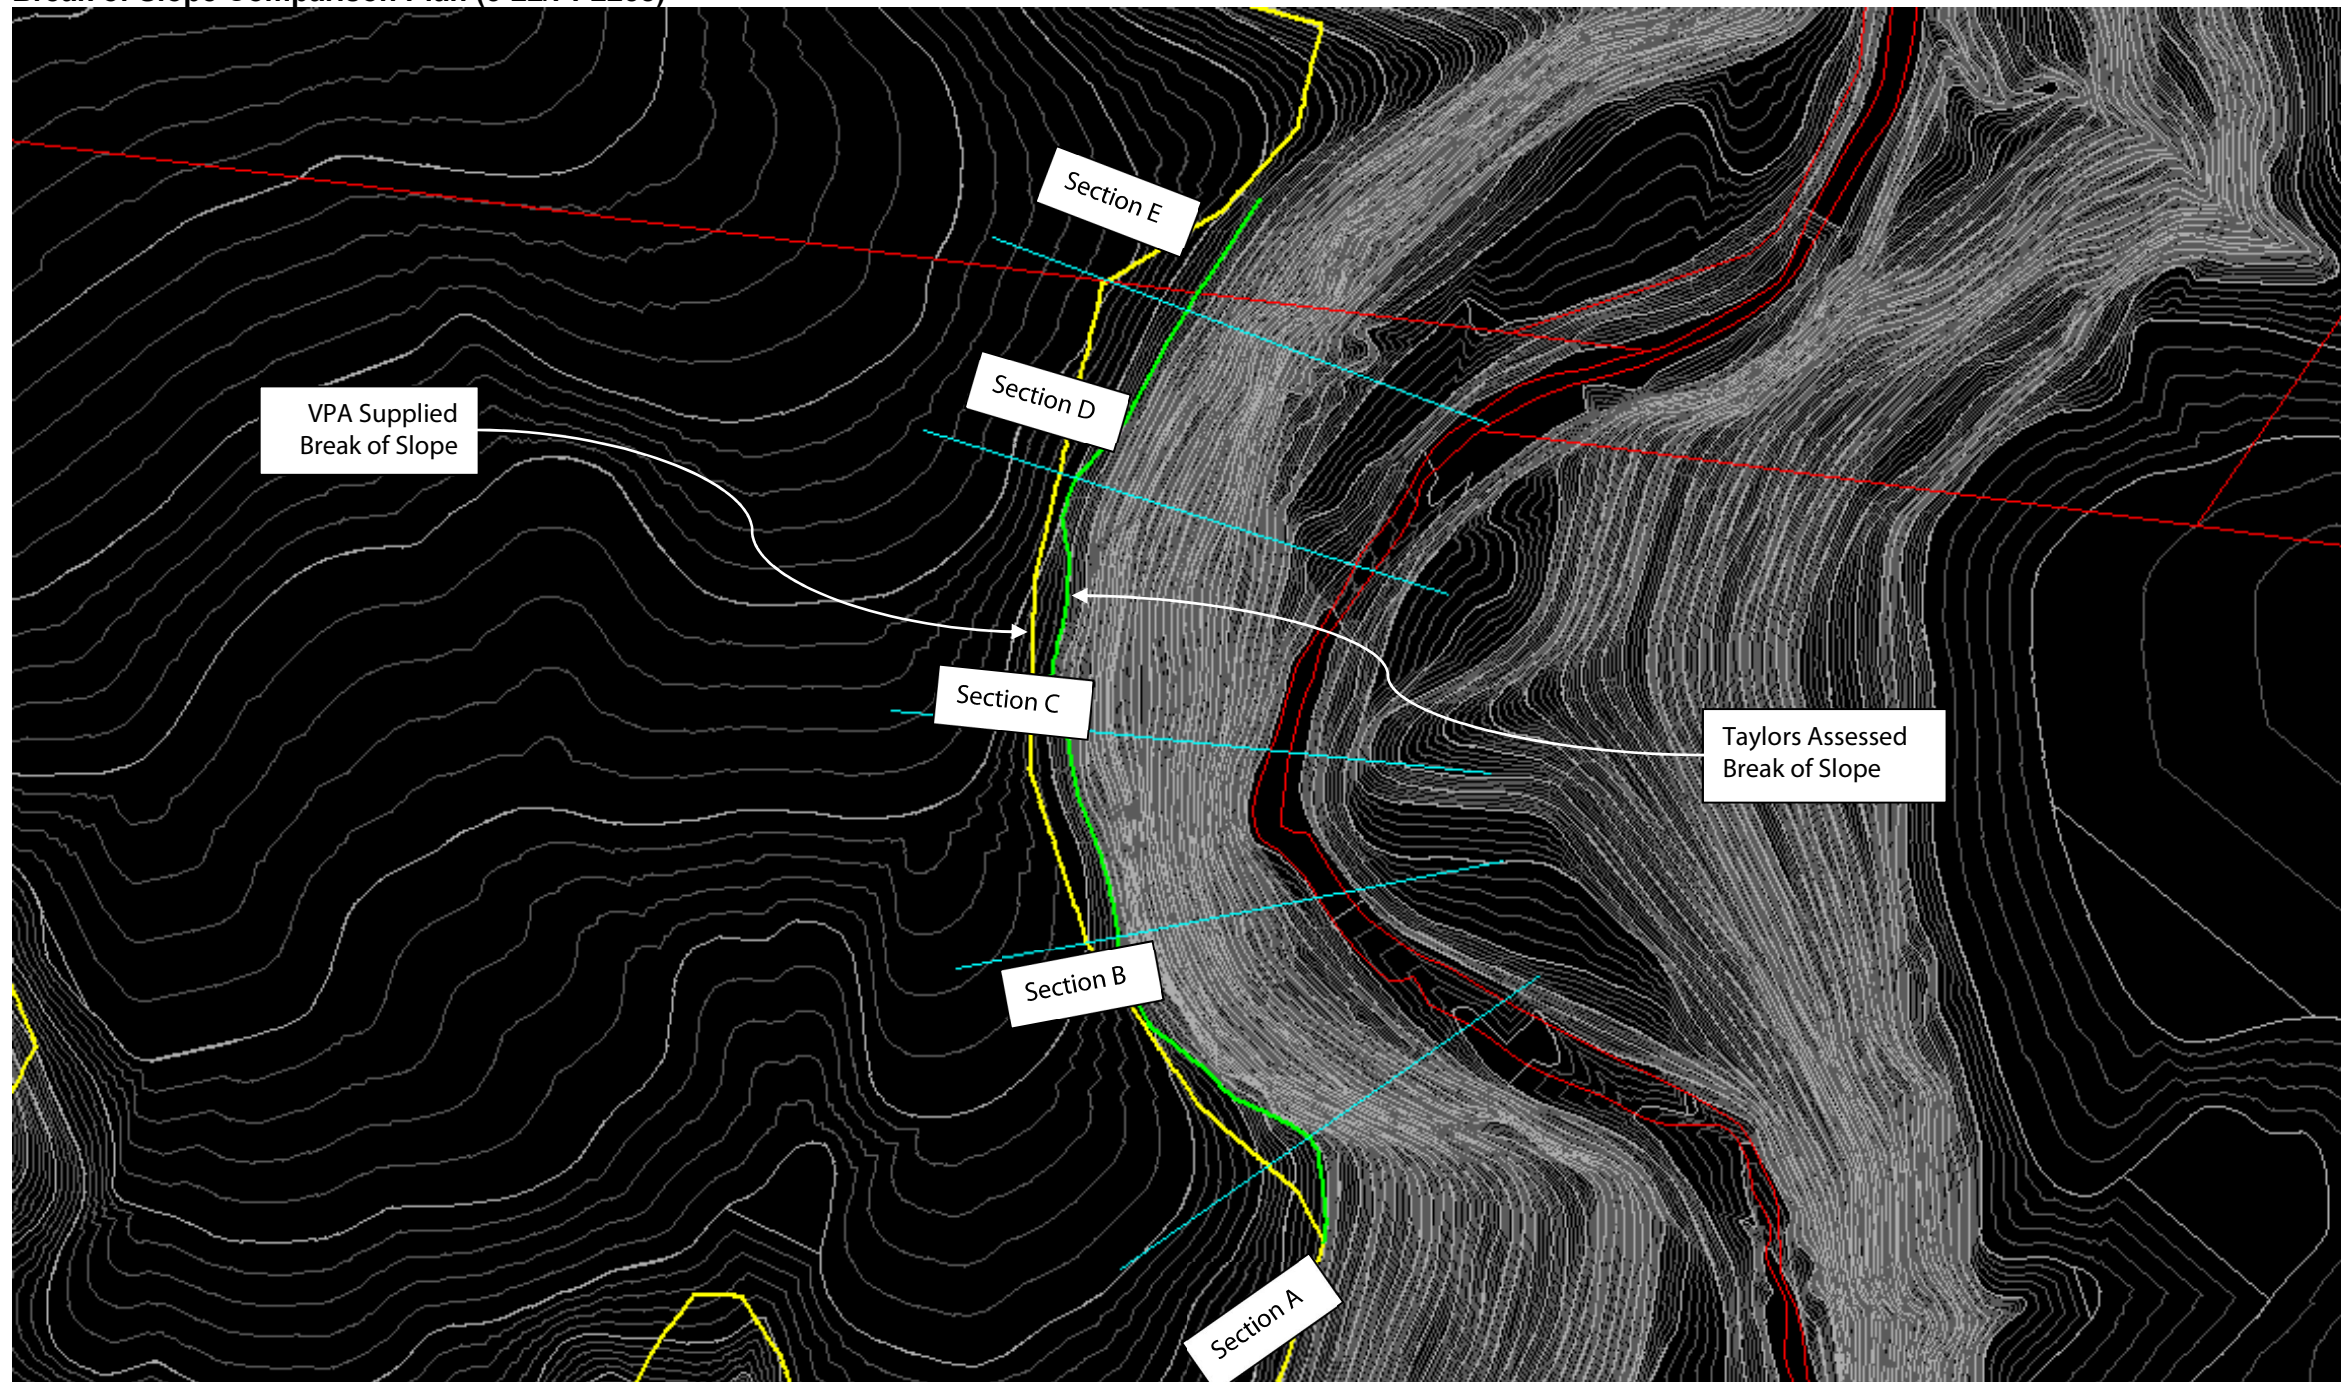 Section E
Section D
VPA Supplied
Break of Slope
Section C
Taylors Assessed
Break of Slope
Section B
Section A